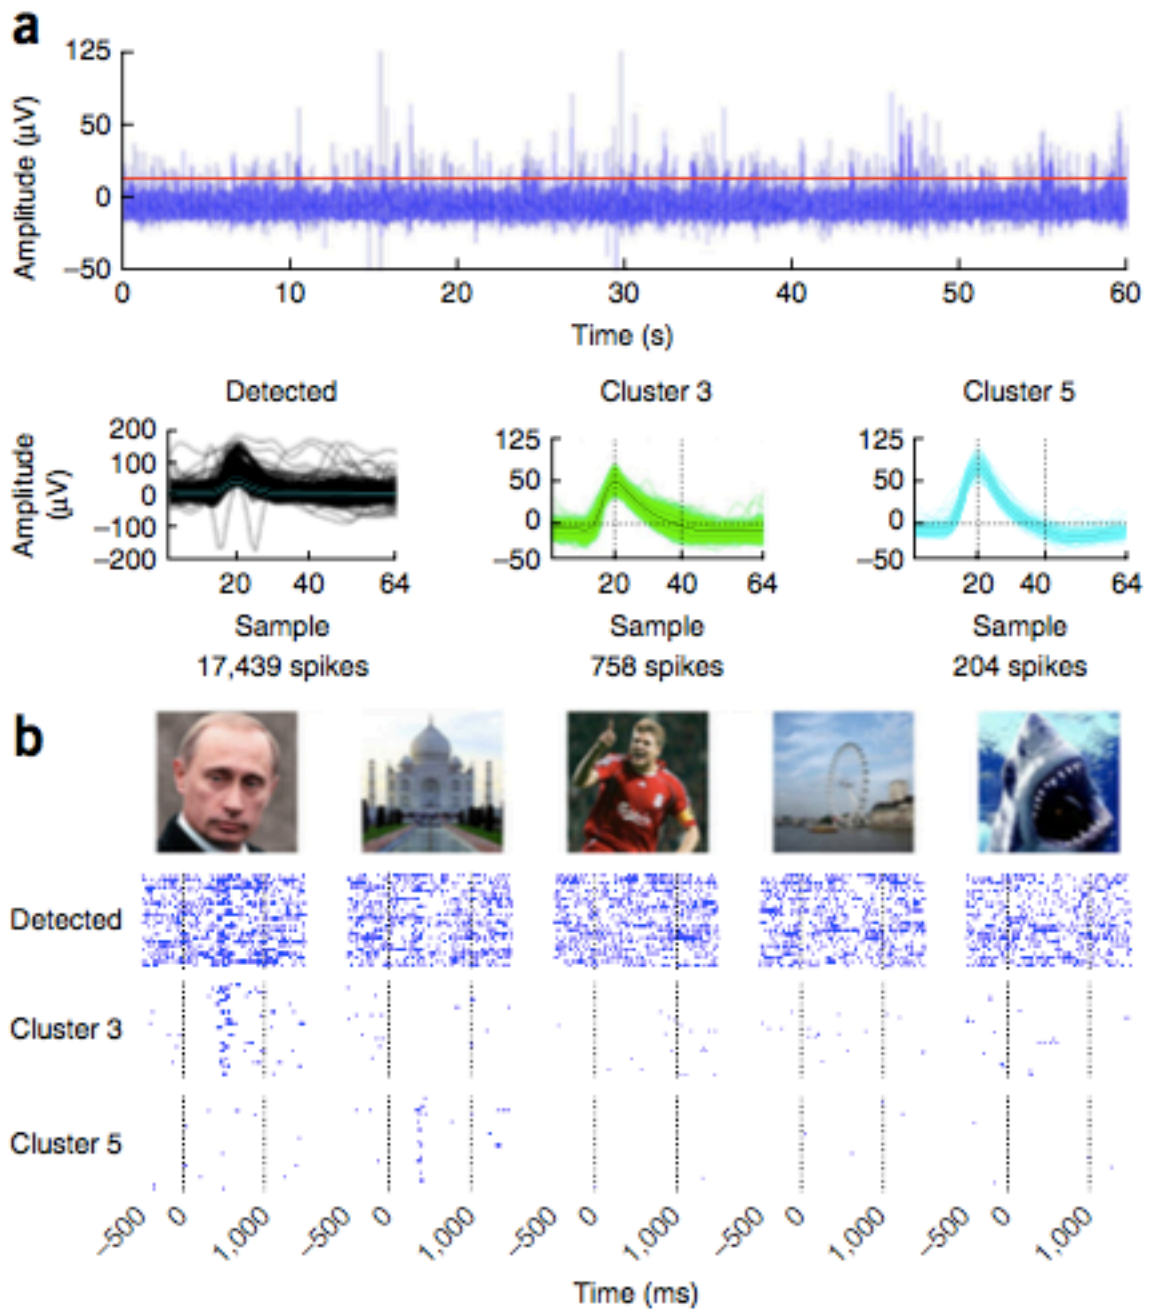 a
125
50
0
−50
Amplitude (µV)
0 10 20 30 40 50 60
Time (s)
Detected Cluster 3 Cluster 5
Amplitude
(µV)
200
100
0
−100
−200
125
50
0
−50
125
50
0
−50
20 40 64 20 40 64 20 40 64
Sample Sample Sample
17,439 spikes 758 spikes 204 spikes
b
Detected
Cluster 3
Cluster 5
−500 0 1,000 −500 0 1,000 −500 0 1,000 −500 0 1,000 −500 0 1,000
Time (ms)